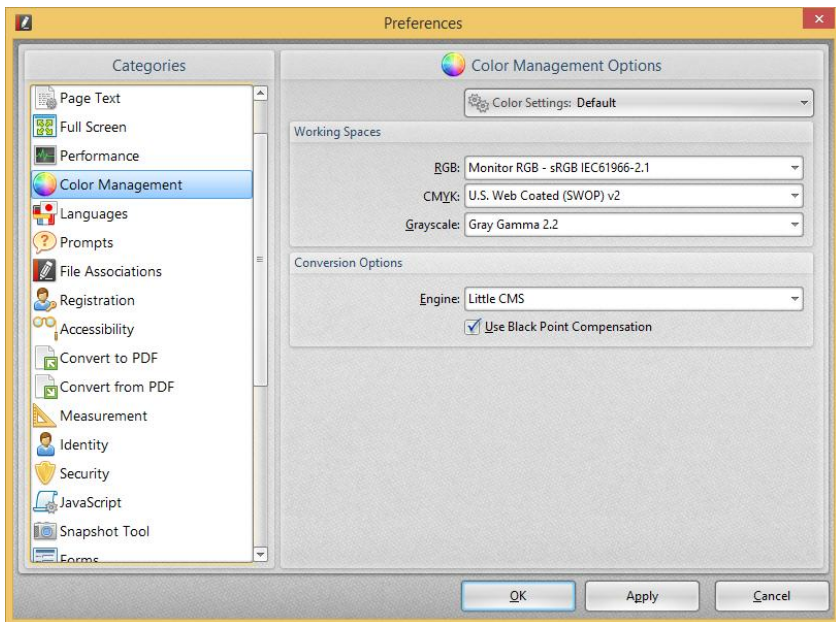 Preferences
Categories
Page Text
Full Screen
Performance
Color Management
Languages
Prompts
File Associations
Registration
Accessibility
Convert to PDF
Convert from PDF
Measurement
Identity
Security
JavaScript
Snapshot Tool
Forms
Color Management Options
Color Settings: Default
Working Spaces
RGB: Monitor RGB - sRGB IEC61966-2.1
CMYK: U.S. Web Coated (SWOP) v2
Grayscale: Gray Gamma 2.2
Conversion Options
Engine: Little CMS
Use Black Point Compensation
OK Apply Cancel